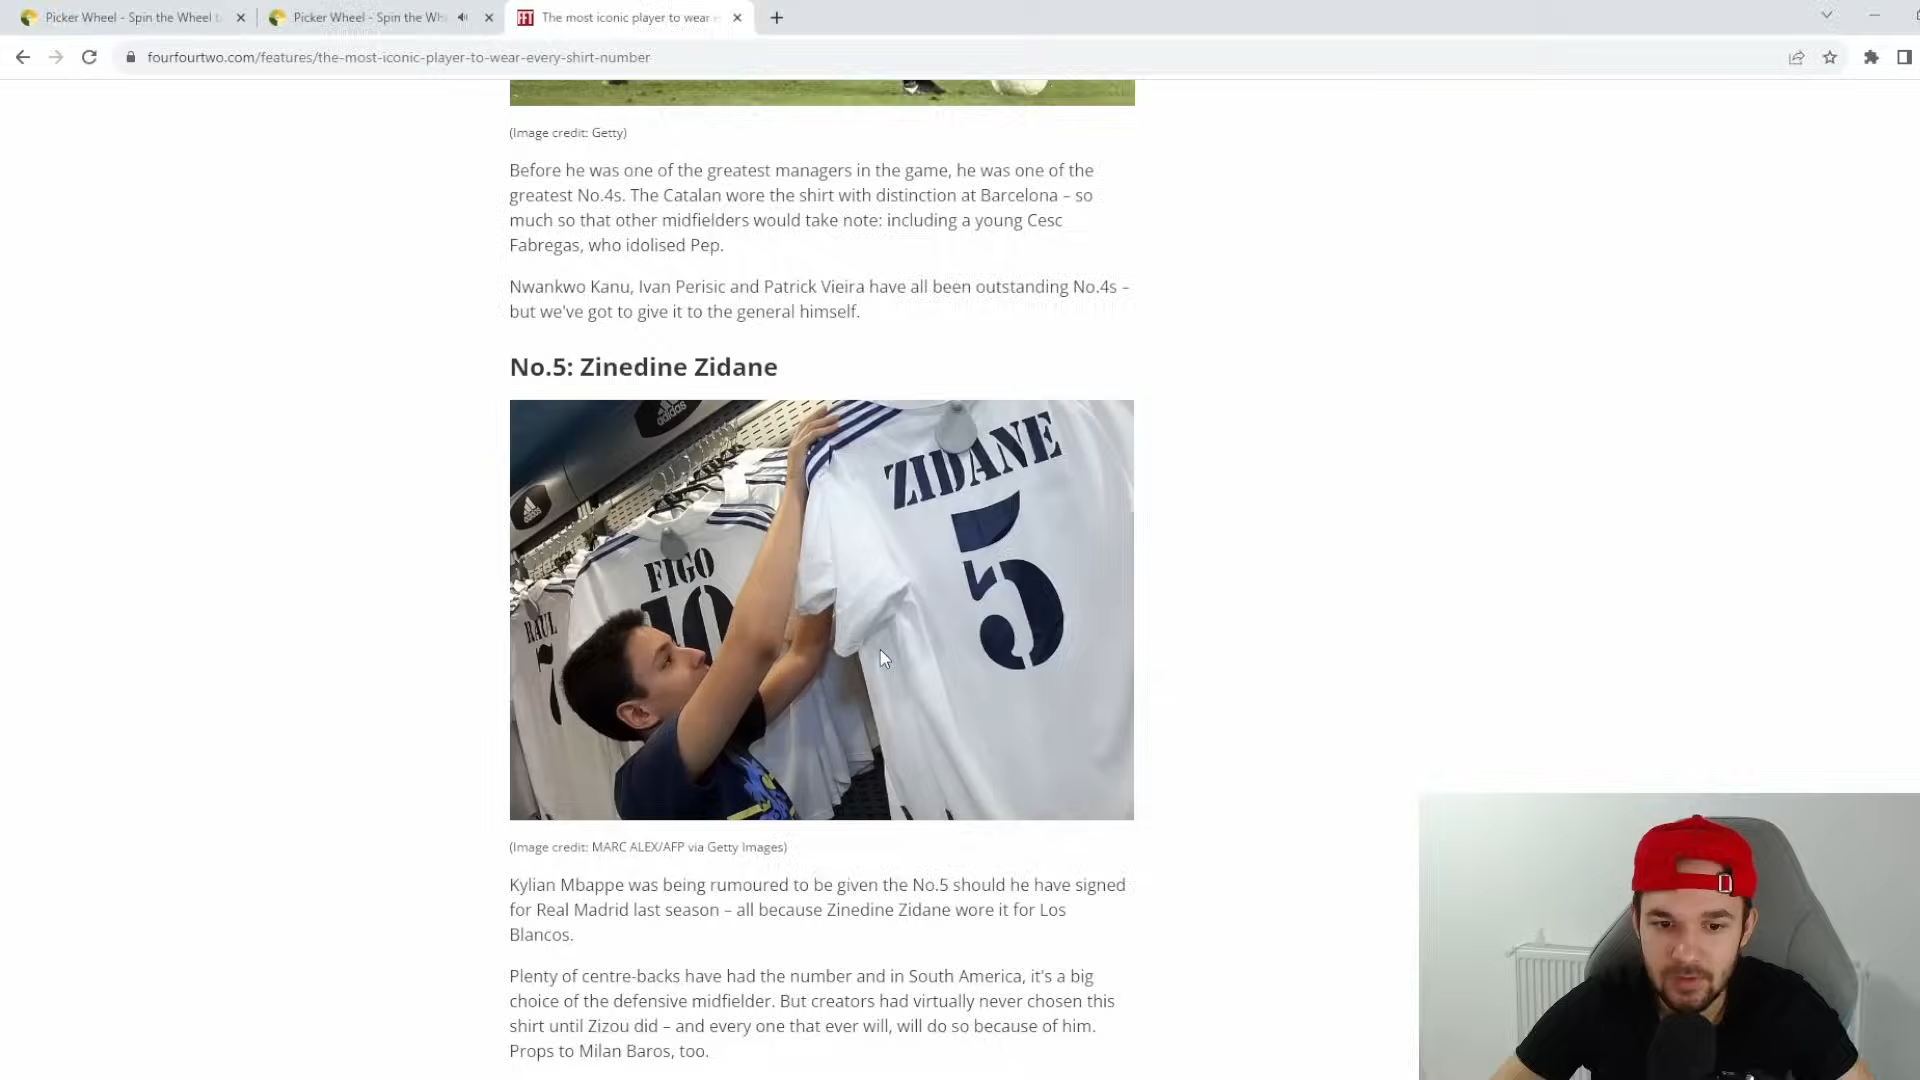 Picker Wheel - Spin the Wheel t
Picker Wheel - Spin the Wh
FFT
The most iconic player to wear e
fourfourtwo.com/features/the-most-iconic-player-to-wear-every-shirt-number
(Image credit: Getty)
Before he was one of the greatest managers in the game, he was one of the
greatest No.4s. The Catalan wore the shirt with distinction at Barcelona – so
much so that other midfielders would take note: including a young Cesc
Fabregas, who idolised Pep.
Nwankwo Kanu, Ivan Perisic and Patrick Vieira have all been outstanding No.4s –
but we've got to give it to the general himself.
No.5: Zinedine Zidane
adidas
adidas
ZIDANE
5
FIGO
10
RAUL
7
(Image credit: MARC ALEX/AFP via Getty Images)
Kylian Mbappe was being rumoured to be given the No.5 should he have signed
for Real Madrid last season – all because Zinedine Zidane wore it for Los
Blancos.
Plenty of centre-backs have had the number and in South America, it's a big
choice of the defensive midfielder. But creators had virtually never chosen this
shirt until Zizou did – and every one that ever will, will do so because of him.
Props to Milan Baros, too.